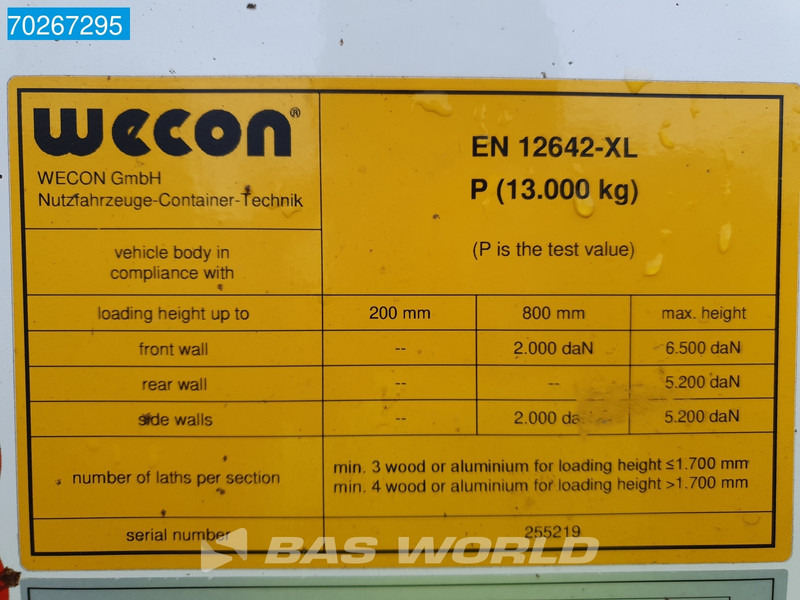 70267295
wecon®
WECON GmbH
Nutzfahrzeuge-Container-Technik
EN 12642-XL
P (13.000 kg)
vehicle body in
compliance with
(P is the test value)
loading height up to 200 mm 800 mm max. height
front wall -- 2.000 daN 6.500 daN
rear wall -- -- 5.200 daN
side walls -- 2.000 da 5.200 daN
number of laths per section
min. 3 wood or aluminium for loading height ≤1.700 mm
min. 4 wood or aluminium for loading height >1.700 mm
serial number 255219
BAS WORLD